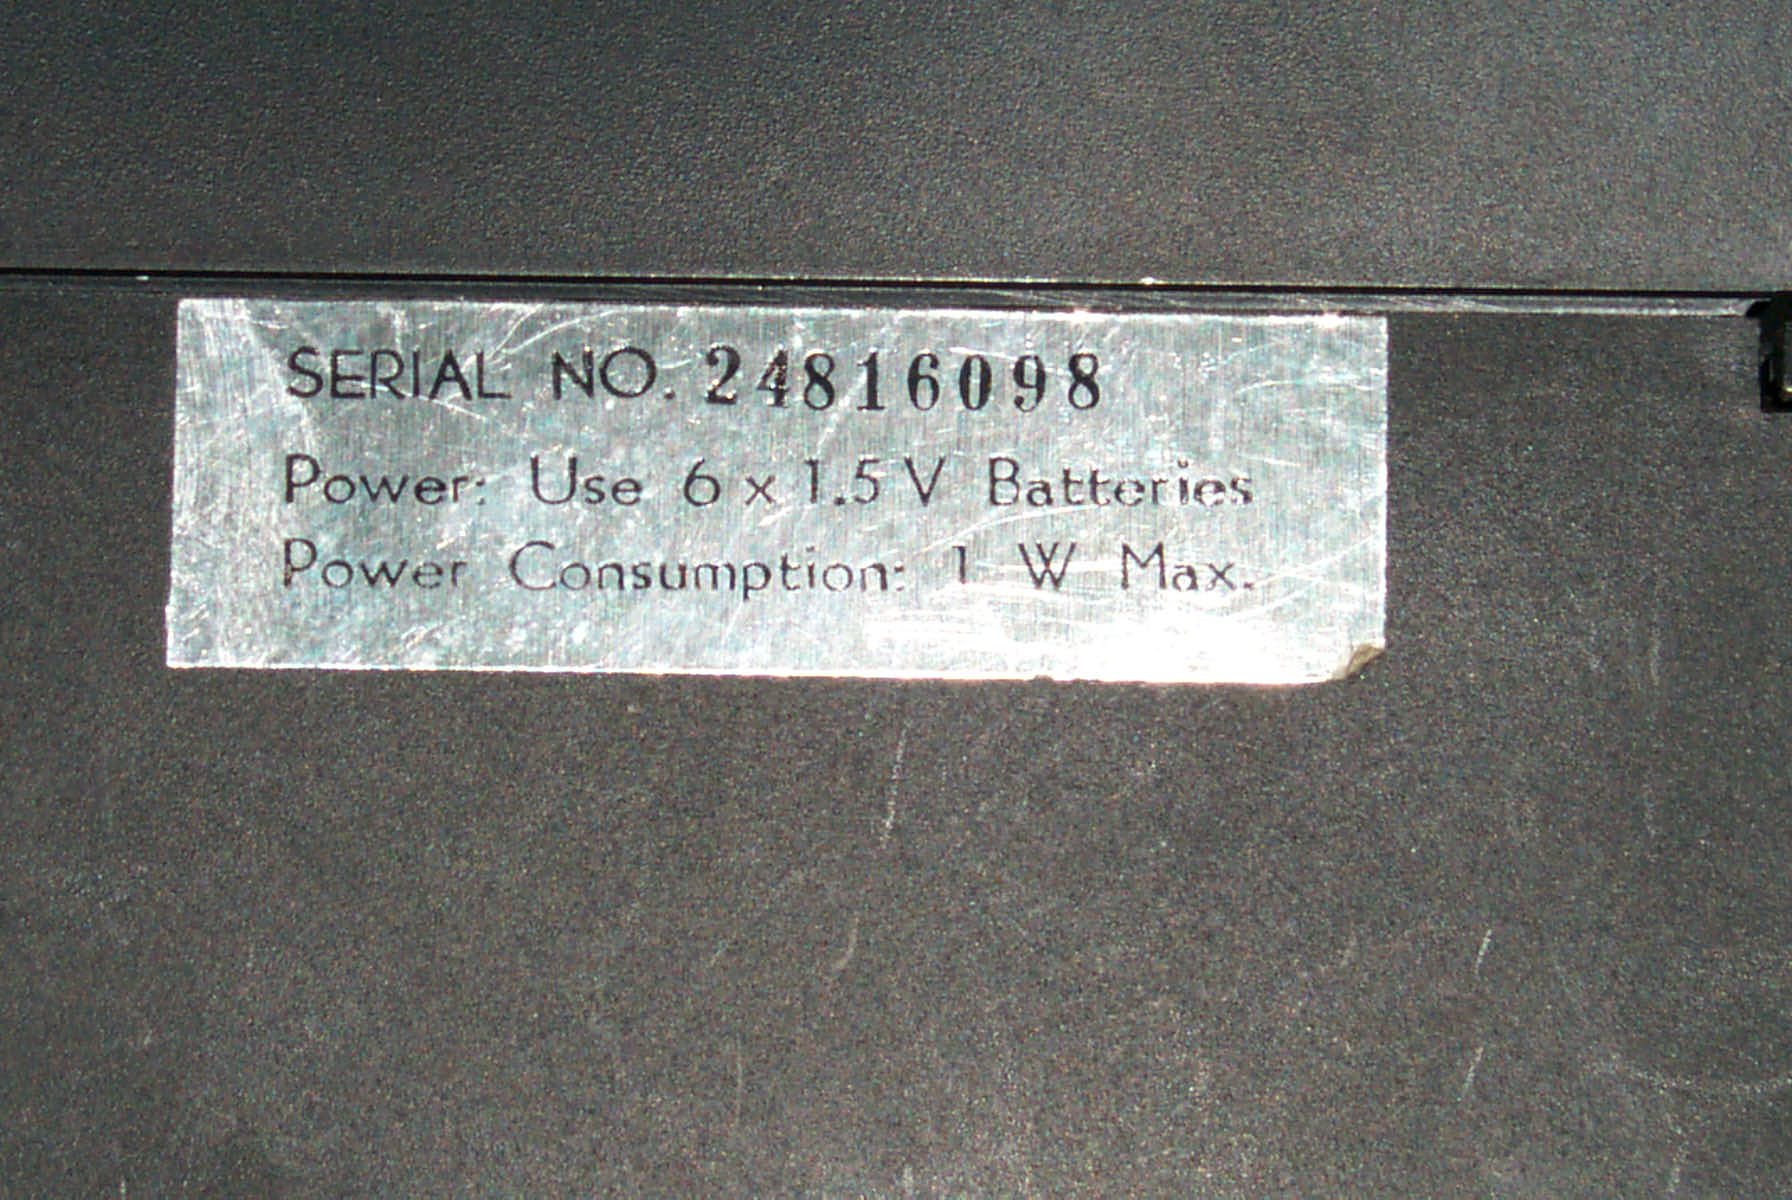 SERIAL NO. 24816098
Power: Use 6 x 1.5 V Batteries
Power Consumption: 1 W Max.